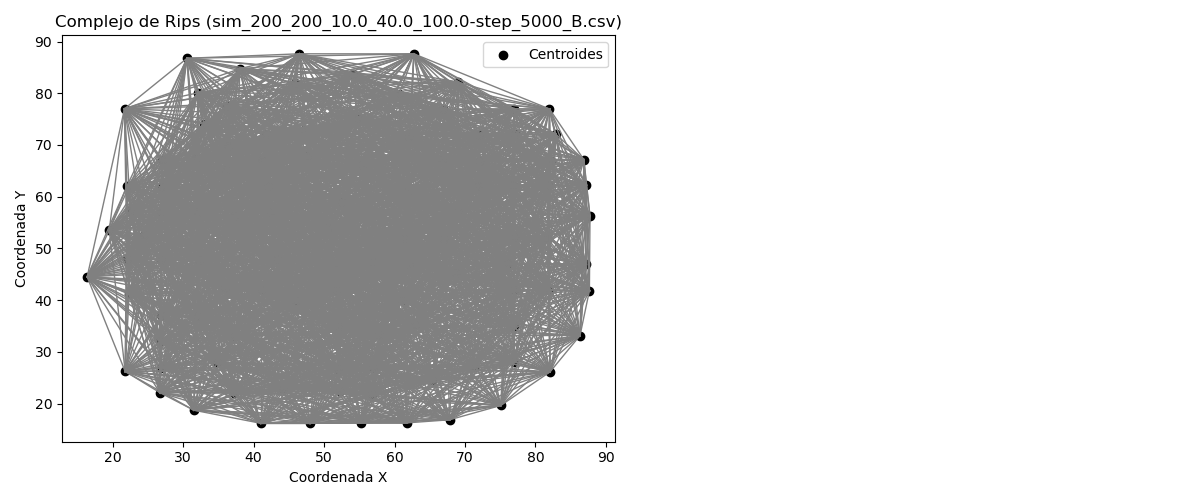 Complejo de Rips (sim_200_200_10.0_40.0_100.0-step_5000_B.csv)
Centroides
90
80
70
60
50
40
30
20
Coordenada Y
20 30 40 50 60 70 80 90
Coordenada X